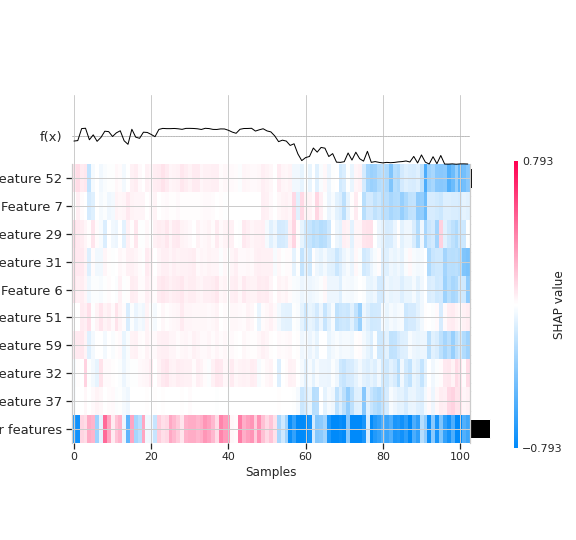 f(x)
0.793
eature 52
Feature 7
eature 29
eature 31
Feature 6
eature 51
eature 59
eature 32
eature 37
r features
−0.793
SHAP value
0 20 40 60 80 100
Samples